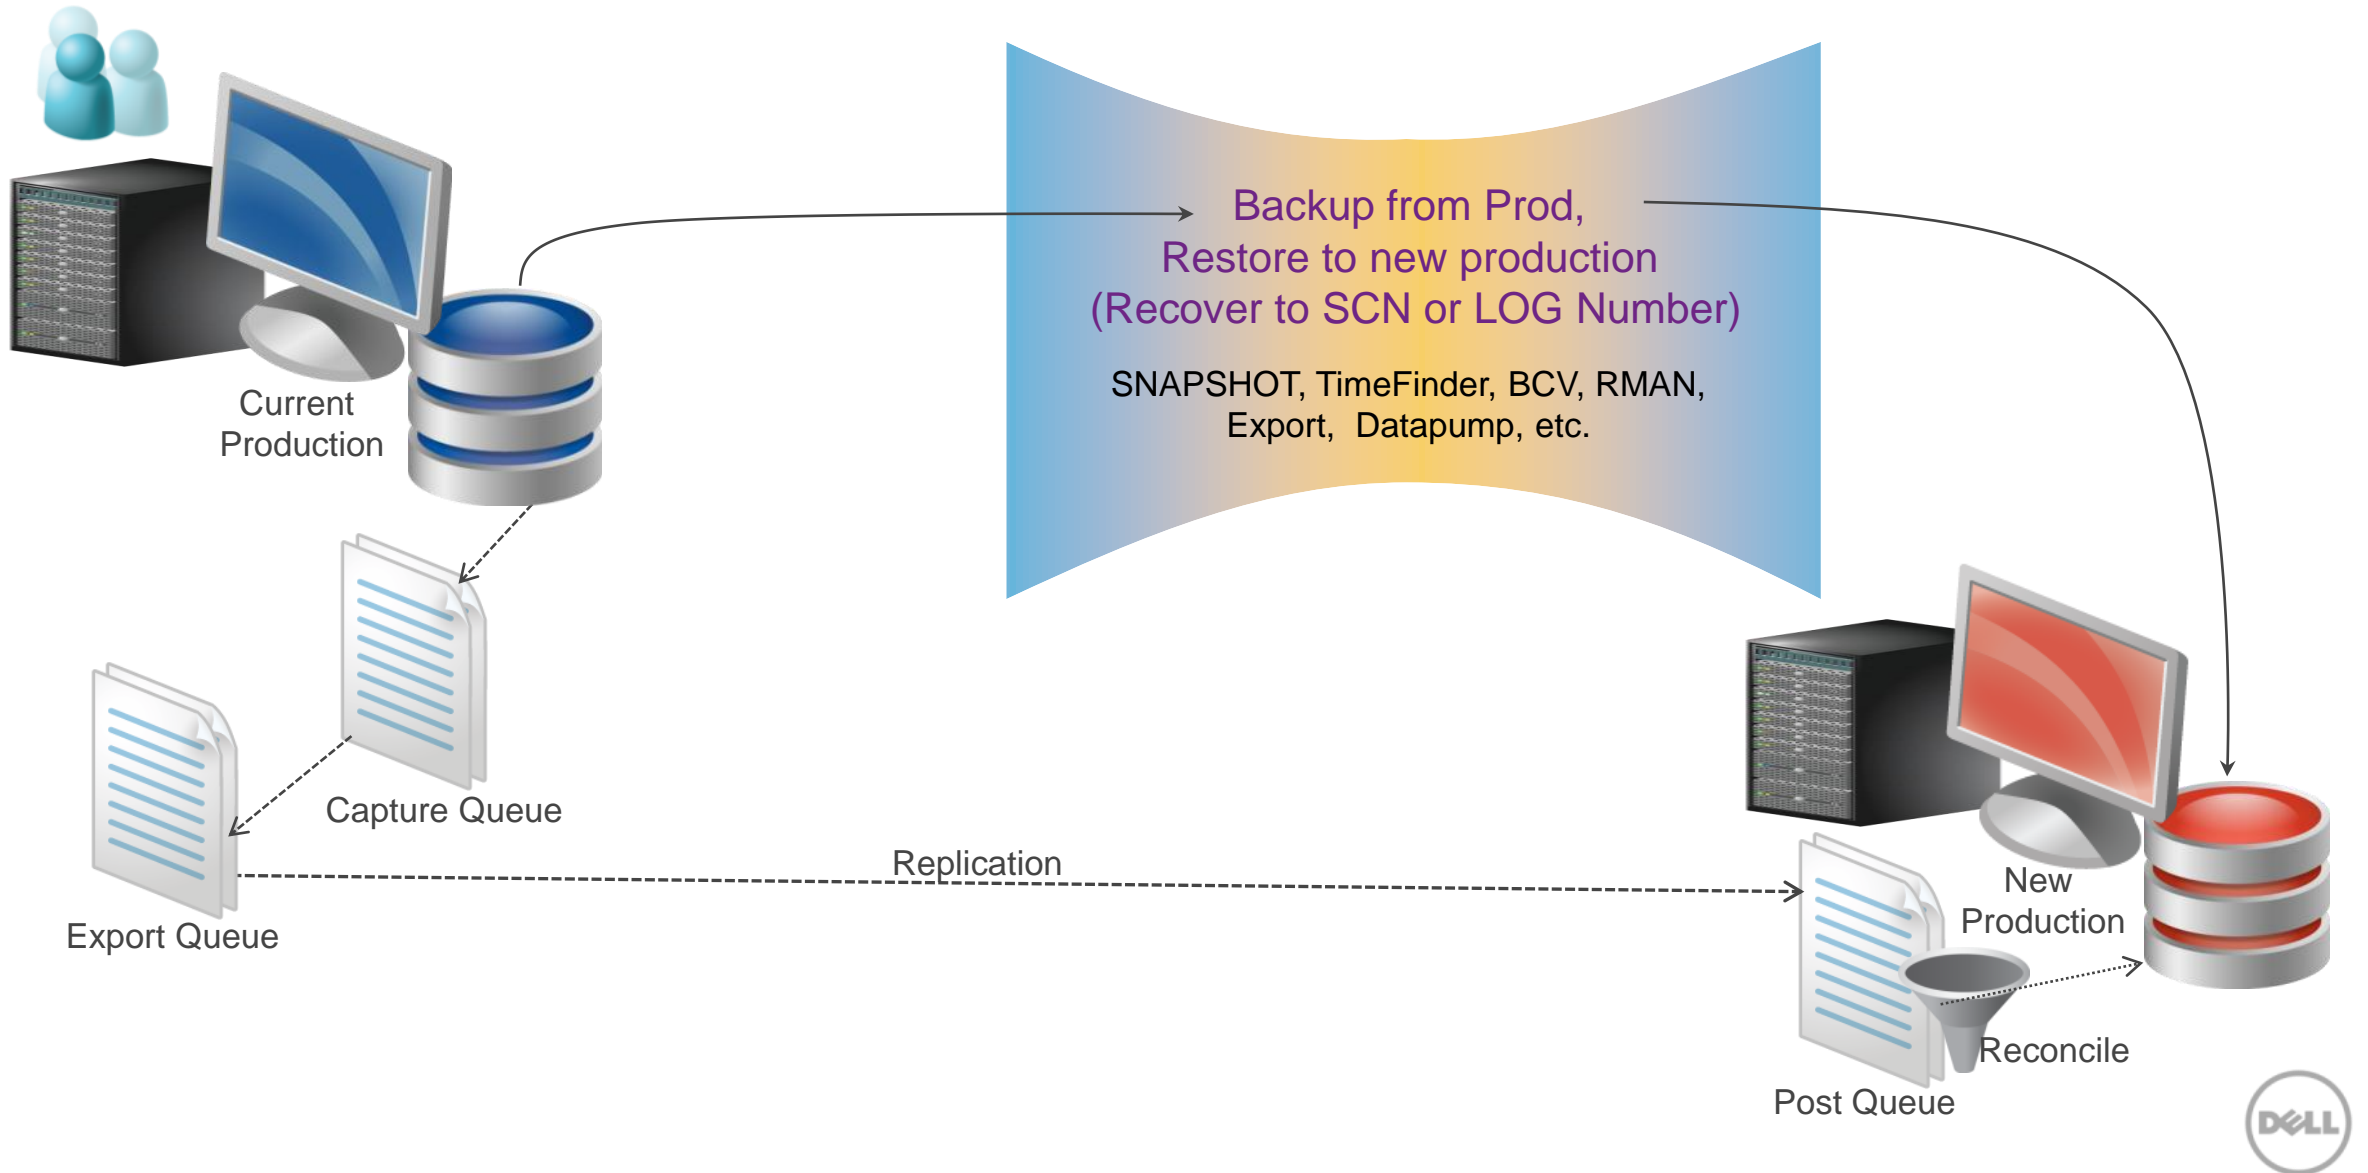 Backup from Prod,
Restore to new production
(Recover to SCN or LOG Number)
SNAPSHOT, TimeFinder, BCV, RMAN,
Export, Datapump, etc.
Current
Production
Capture Queue
Export Queue
Replication
New
Production
Reconcile
Post Queue
DELL